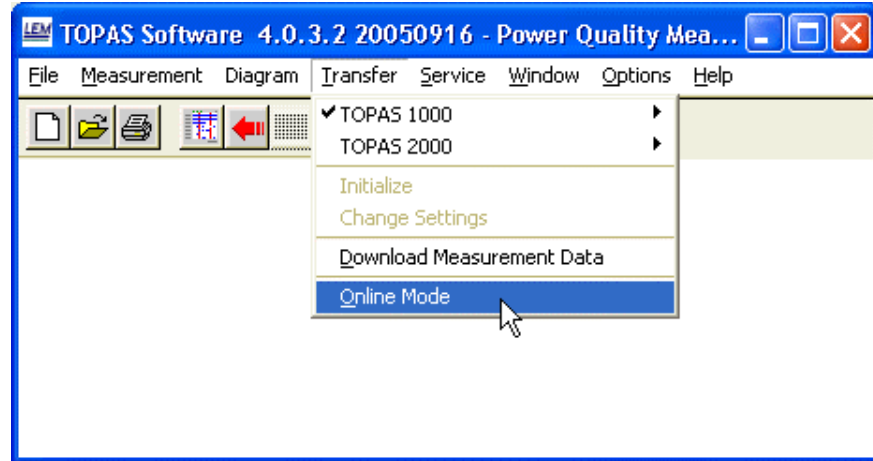 LEM TOPAS Software 4.0.3.2 20050916 - Power Quality Mea...
File Measurement Diagram Transfer Service Window Options Help
TOPAS 1000
TOPAS 2000
Initialize
Change Settings
Download Measurement Data
Online Mode